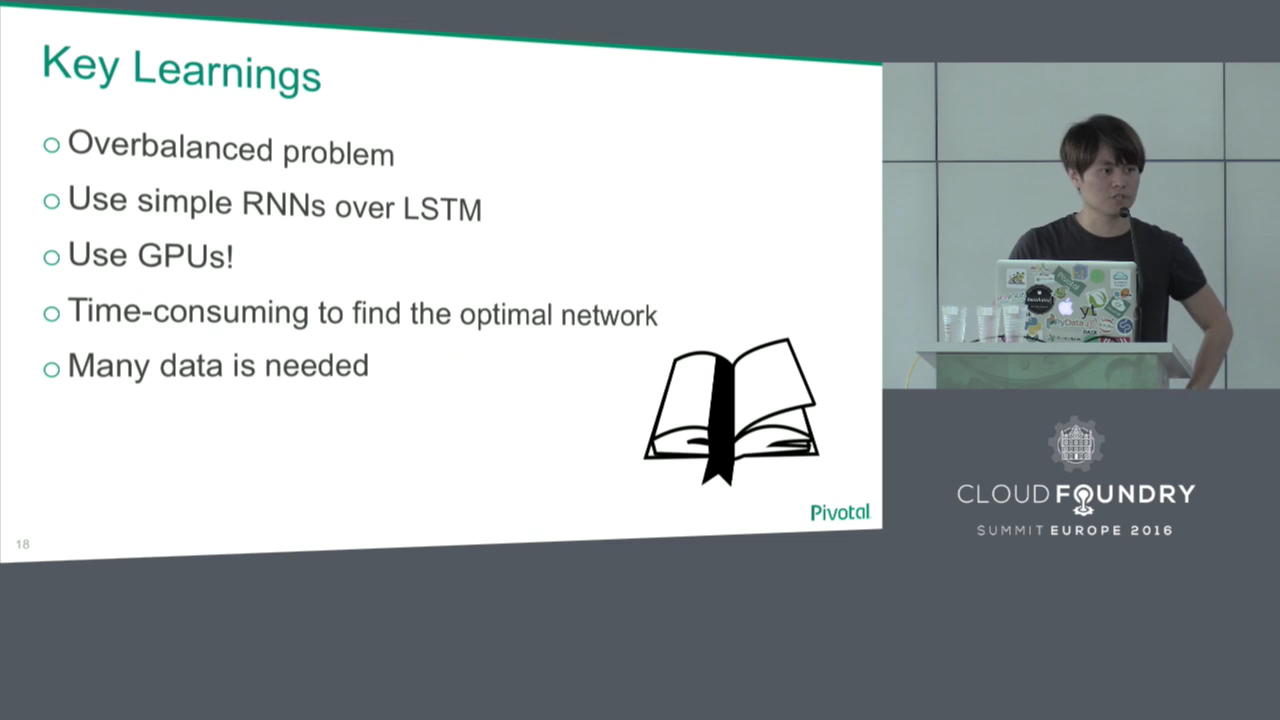 Key Learnings
Overbalanced problem
Use simple RNNs over LSTM
Use GPUs!
Time-consuming to find the optimal network
Many data is needed
Pivotal
18
PyData
CLOUD FOUNDRY
SUMMIT EUROPE 2016